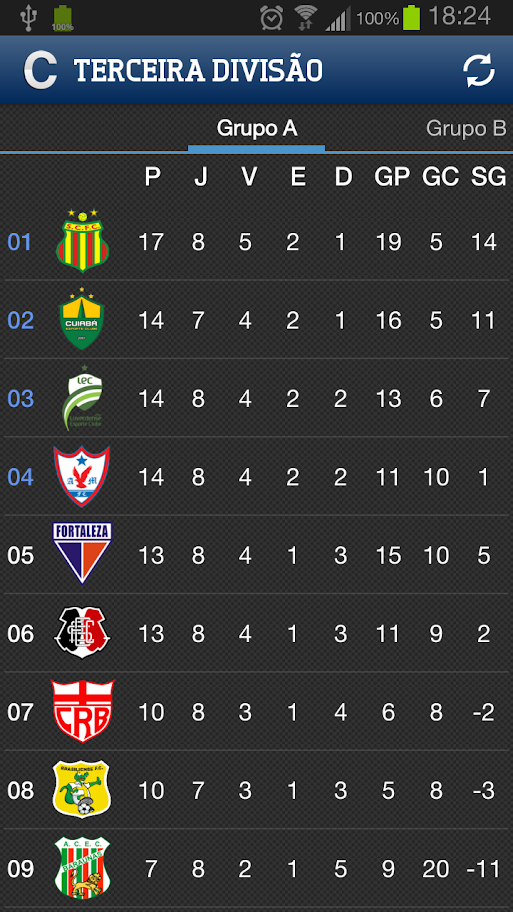 100%
100%
18:24
C TERCEIRA DIVISÃO
Grupo A
Grupo B
P J V E D GP GC SG
01 S.C.F.C. 17 8 5 2 1 19 5 14
02 CUIABÁ 14 7 4 2 1 16 5 11
03 LEC 14 8 4 2 2 13 6 7
04 A M FC 14 8 4 2 2 11 10 1
05 FORTALEZA 13 8 4 1 3 15 10 5
06 13 8 4 1 3 11 9 2
07 CRB 10 8 3 1 4 6 8 -2
08 BRASILIENSE F.C. 10 7 3 1 3 5 8 -3
09 A.C.E.C. BARAÚNAS 7 8 2 1 5 9 20 -11